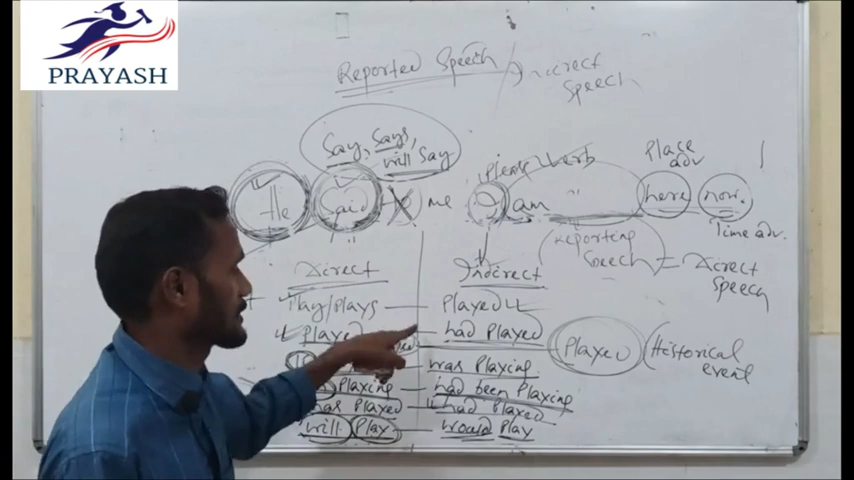 PRAYASH
Reported Speech
Indirect
Speech
Say, Says,
will Say
Verb
Place
adv
He Said me I am here now.
Time adv.
Reporting
Speech = Direct
Speech
Direct Indirect
Play/Plays Played
Played had Played
Played (Historical
event
was Playing
Playing had been Playing
has Played had Played
will Play would Play